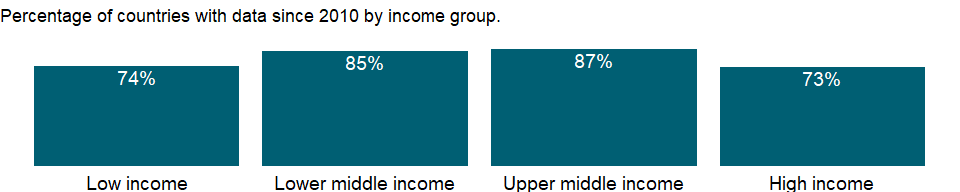 Percentage of countries with data since 2010 by income group.
74%
85%
87%
73%
Low income
Lower middle income
Upper middle income
High income